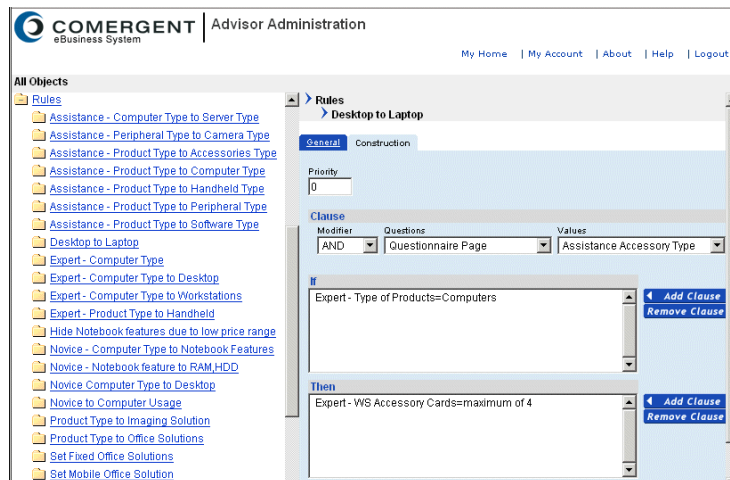 COMERGENT
eBusiness System
Advisor Administration
My Home | My Account | About | Help | Logout
All Objects
Rules
Assistance - Computer Type to Server Type
Assistance - Peripheral Type to Camera Type
Assistance - Product Type to Accessories Type
Assistance - Product Type to Computer Type
Assistance - Product Type to Handheld Type
Assistance - Product Type to Peripheral Type
Assistance - Product Type to Software Type
Desktop to Laptop
Expert - Computer Type
Expert - Computer Type to Desktop
Expert - Computer Type to Workstations
Expert - Product Type to Handheld
Hide Notebook features due to low price range
Novice - Computer Type to Notebook Features
Novice - Notebook feature to RAM,HDD
Novice Computer Type to Desktop
Novice to Computer Usage
Product Type to Imaging Solution
Product Type to Office Solutions
Set Fixed Office Solutions
Set Mobile Office Solution
Rules
Desktop to Laptop
General Construction
Priority
0
Clause
Modifier Questions Values
AND Questionnaire Page Assistance Accessory Type
If
Expert - Type of Products=Computers
Add Clause
Remove Clause
Then
Expert - WS Accessory Cards=maximum of 4
Add Clause
Remove Clause